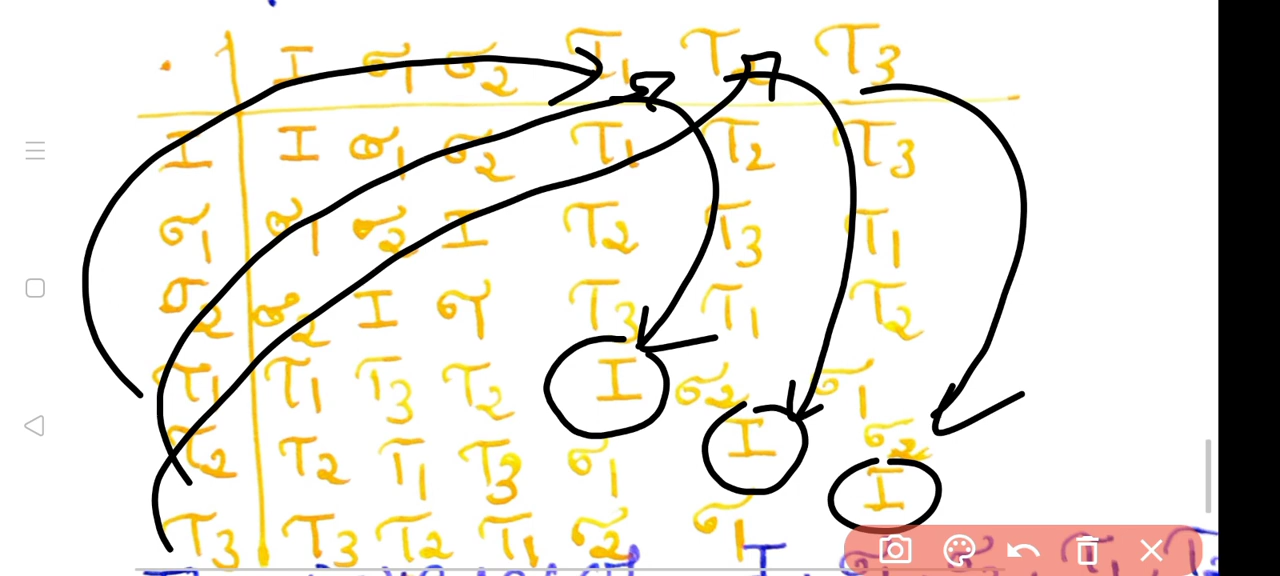 · I σ1 σ2 τ1 τ2 τ3
I I σ1 σ2 τ1 τ2 τ3
σ1 σ1 σ2 I τ2 τ3 τ1
σ2 σ2 I σ τ3 τ1 τ2
τ1 τ1 τ3 τ2 I σ2 σ1
τ2 τ2 τ1 τ3 σ1 I σ2
τ3 τ3 τ2 τ1 σ2 σ1 I